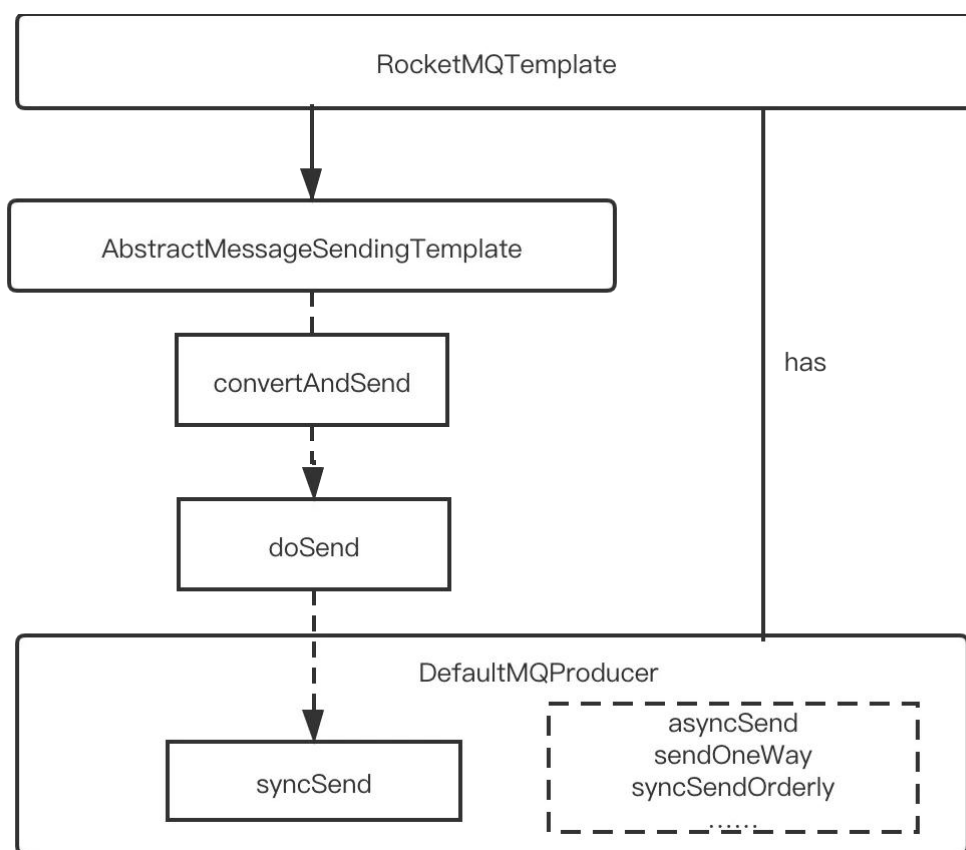 RocketMQTemplate
AbstractMessageSendingTemplate
convertAndSend
has
doSend
DefaultMQProducer
syncSend
asyncSend
sendOneWay
syncSendOrderly
......